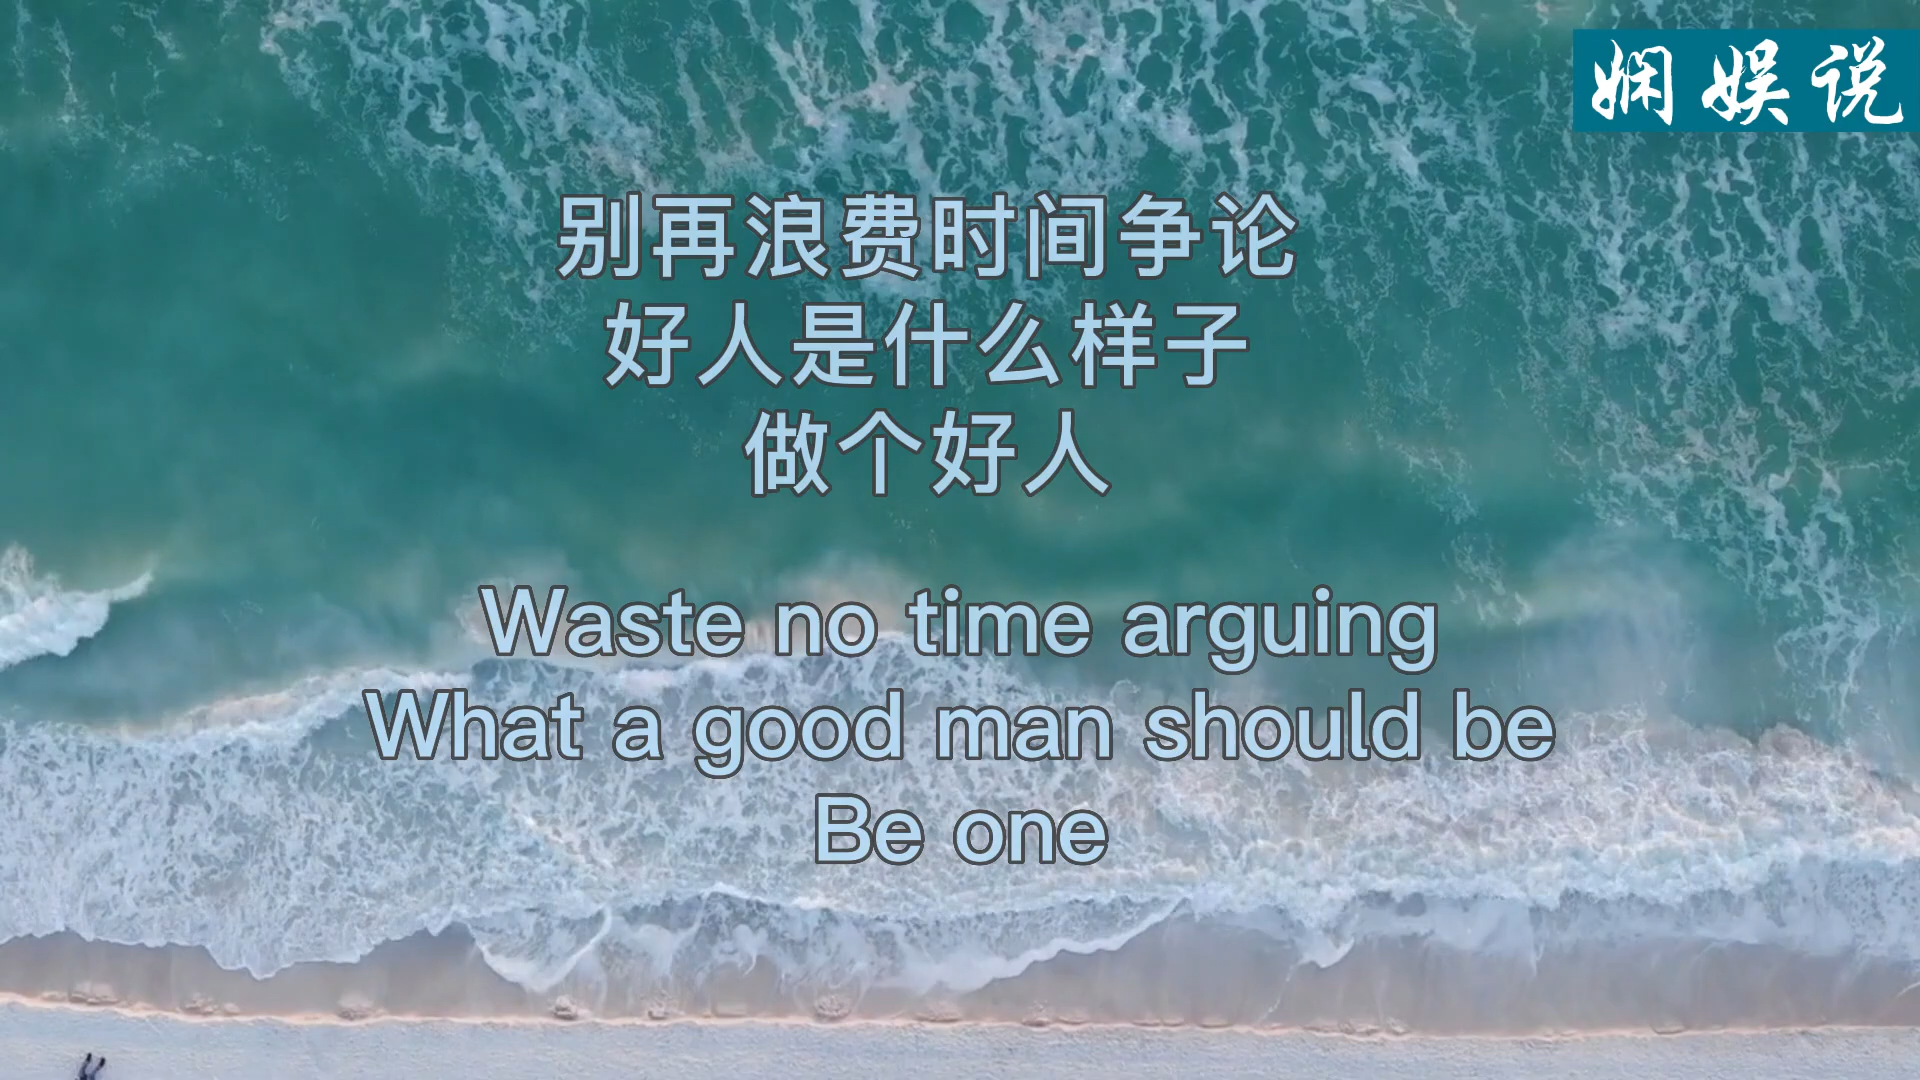 娴娱说
别再浪费时间争论
好人是什么样子
做个好人
Waste no time arguing
What a good man should be
Be one